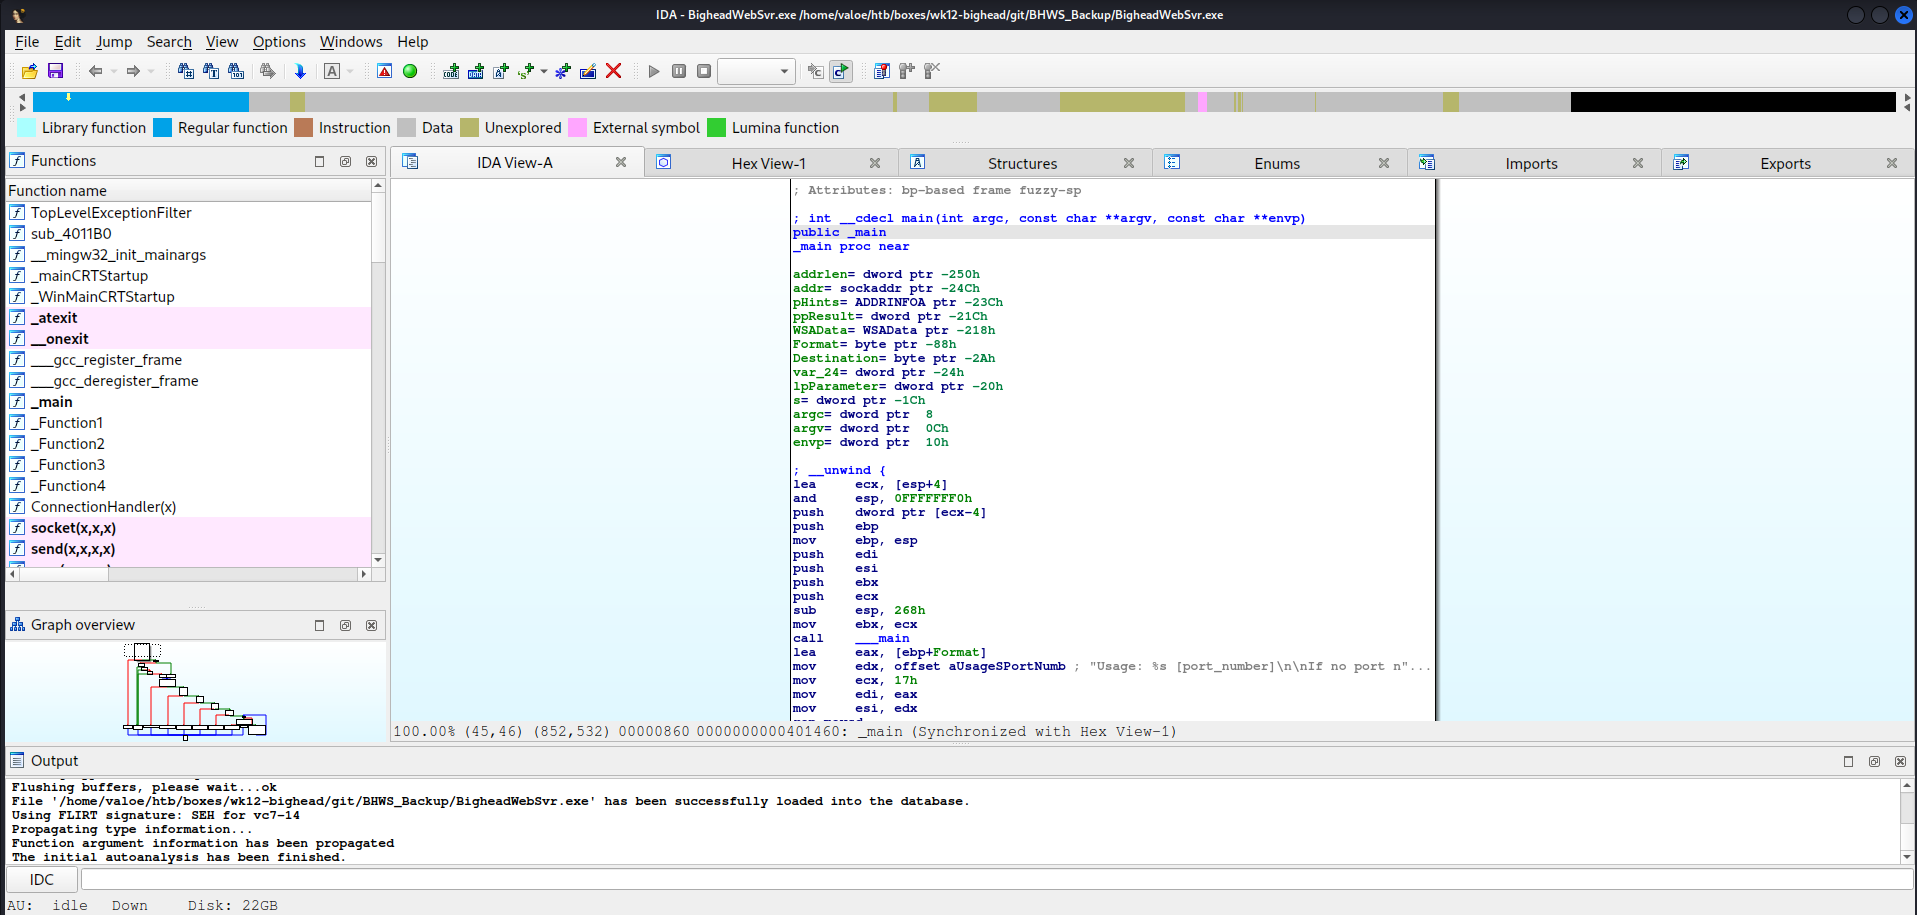 IDA - BigheadWebSvr.exe /home/valoe/htb/boxes/wk12-bighead/git/BHWS_Backup/BigheadWebSvr.exe
File Edit Jump Search View Options Windows Help
Library function Regular function Instruction Data Unexplored External symbol Lumina function
Functions
Function name
TopLevelExceptionFilter
sub_4011B0
__mingw32_init_mainargs
_mainCRTStartup
_WinMainCRTStartup
_atexit
__onexit
___gcc_register_frame
___gcc_deregister_frame
_main
_Function1
_Function2
_Function3
_Function4
ConnectionHandler(x)
socket(x,x,x)
send(x,x,x,x)
Graph overview
IDA View-A Hex View-1 Structures Enums Imports Exports
; Attributes: bp-based frame fuzzy-sp
; int __cdecl main(int argc, const char **argv, const char **envp)
public _main
_main proc near
addrlen= dword ptr -250h
addr= sockaddr ptr -24Ch
pHints= ADDRINFOA ptr -23Ch
ppResult= dword ptr -21Ch
WSAData= WSAData ptr -218h
Format= byte ptr -88h
Destination= byte ptr -2Ah
var_24= dword ptr -24h
lpParameter= dword ptr -20h
s= dword ptr -1Ch
argc= dword ptr  8
argv= dword ptr  0Ch
envp= dword ptr  10h
; __unwind {
lea     ecx, [esp+4]
and     esp, 0FFFFFFF0h
push    dword ptr [ecx-4]
push    ebp
mov     ebp, esp
push    edi
push    esi
push    ebx
push    ecx
sub     esp, 268h
mov     ebx, ecx
call    ___main
lea     eax, [ebp+Format]
mov     edx, offset aUsageSPortNumb ; "Usage: %s [port_number]\n\nIf no port n"...
mov     ecx, 17h
mov     edi, eax
mov     esi, edx
100.00% (45,46) (852,532) 00000860 0000000000401460: _main (Synchronized with Hex View-1)
Output
Flushing buffers, please wait...ok
File '/home/valoe/htb/boxes/wk12-bighead/git/BHWS_Backup/BigheadWebSvr.exe' has been successfully loaded into the database.
Using FLIRT signature: SEH for vc7-14
Propagating type information...
Function argument information has been propagated
The initial autoanalysis has been finished.
IDC
AU: idle Down Disk: 22GB